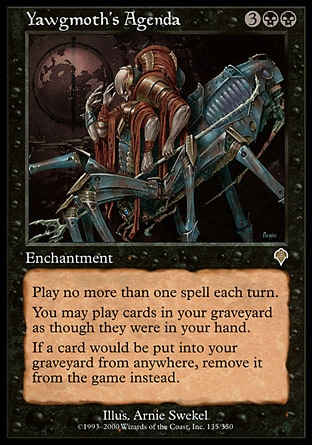 Yawgmoth's Agenda 3
Enchantment
Play no more than one spell each turn.
You may play cards in your graveyard
as though they were in your hand.
If a card would be put into your
graveyard from anywhere, remove it
from the game instead.
Illus. Arnie Swekel
©1993–2000 Wizards of the Coast, Inc. 135/350